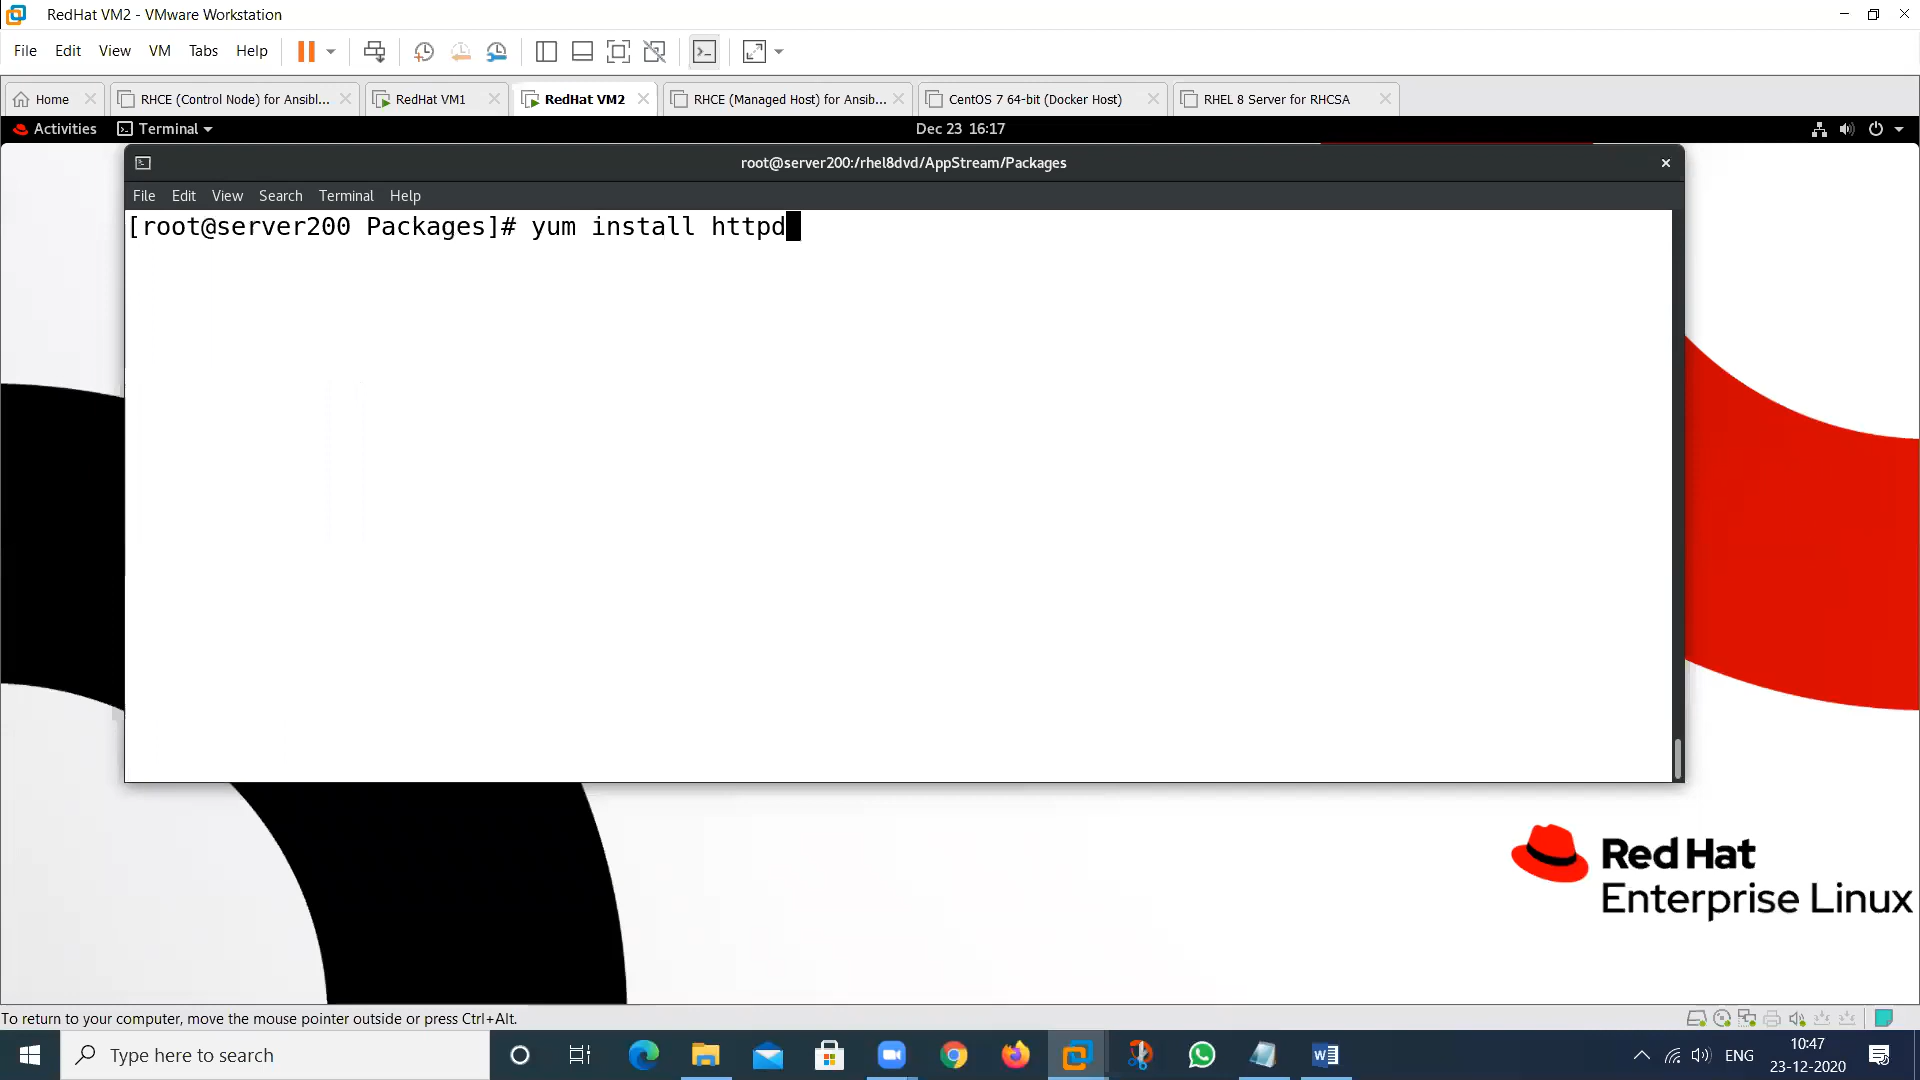 RedHat VM2 - VMware Workstation
File Edit View VM Tabs Help
Home RHCE (Control Node) for Ansibl... RedHat VM1 RedHat VM2 RHCE (Managed Host) for Ansib... CentOS 7 64-bit (Docker Host) RHEL 8 Server for RHCSA
Activities Terminal Dec 23 16:17
root@server200:/rhel8dvd/AppStream/Packages
File Edit View Search Terminal Help
[root@server200 Packages]# yum install httpd
Red Hat
Enterprise Linux
To return to your computer, move the mouse pointer outside or press Ctrl+Alt.
Type here to search
ENG
10:47
23-12-2020